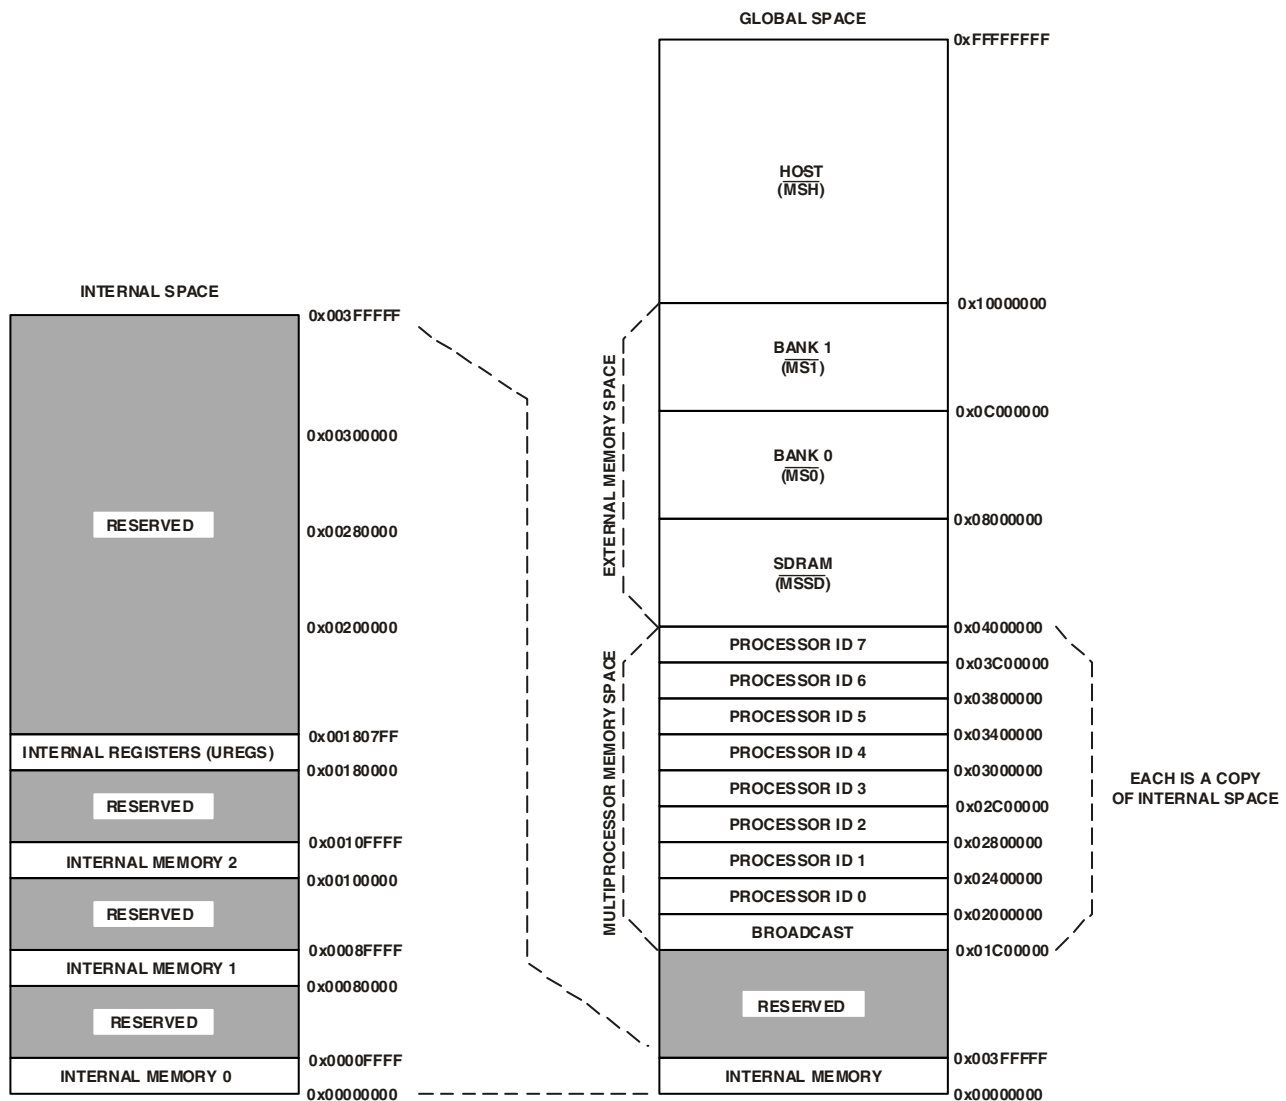 GLOBAL SPACE
0xFFFFFFFF
HOST
(MSH)
0x10000000
BANK 1
(MS1)
0x0C000000
BANK 0
(MS0)
0x08000000
SDRAM
(MSSD)
0x04000000
PROCESSOR ID 7
0x03C00000
PROCESSOR ID 6
0x03800000
PROCESSOR ID 5
0x03400000
PROCESSOR ID 4
0x03000000
PROCESSOR ID 3
0x02C00000
PROCESSOR ID 2
0x02800000
PROCESSOR ID 1
0x02400000
PROCESSOR ID 0
0x02000000
BROADCAST
0x01C00000
RESERVED
0x003FFFFF
INTERNAL MEMORY
0x00000000
EXTERNAL MEMORY SPACE
MULTIPROCESSOR MEMORY SPACE
EACH IS A COPY
OF INTERNAL SPACE
INTERNAL SPACE
0x003FFFFF
0x00300000
RESERVED
0x00280000
0x00200000
0x001807FF
INTERNAL REGISTERS (UREGS)
0x00180000
RESERVED
0x0010FFFF
INTERNAL MEMORY 2
0x00100000
RESERVED
0x0008FFFF
INTERNAL MEMORY 1
0x00080000
RESERVED
0x0000FFFF
INTERNAL MEMORY 0
0x00000000